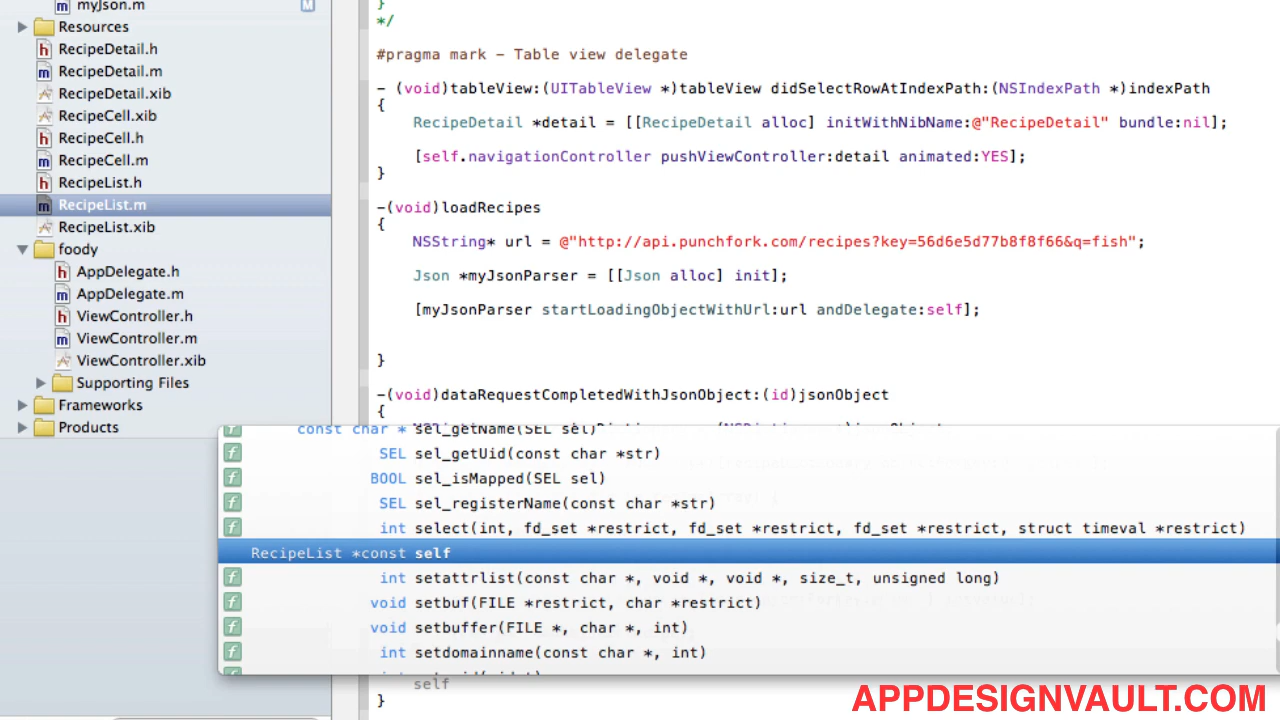 myJson.m
M
Resources
RecipeDetail.h
RecipeDetail.m
RecipeDetail.xib
RecipeCell.xib
RecipeCell.h
RecipeCell.m
RecipeList.h
RecipeList.m
RecipeList.xib
foody
AppDelegate.h
AppDelegate.m
ViewController.h
ViewController.m
ViewController.xib
Supporting Files
Frameworks
Products
}
*/
#pragma mark - Table view delegate
- (void)tableView:(UITableView *)tableView didSelectRowAtIndexPath:(NSIndexPath *)indexPath
{
RecipeDetail *detail = [[RecipeDetail alloc] initWithNibName:@"RecipeDetail" bundle:nil];
[self.navigationController pushViewController:detail animated:YES];
}
-(void)loadRecipes
{
NSString* url = @"http://api.punchfork.com/recipes?key=56d6e5d77b8f8f66&q=fish";
Json *myJsonParser = [[Json alloc] init];
[myJsonParser startLoadingObjectWithUrl:url andDelegate:self];
}
-(void)dataRequestCompletedWithJsonObject:(id)jsonObject
{
const char * sel_getName(SEL sel)
SEL sel_getUid(const char *str)
BOOL sel_isMapped(SEL sel)
SEL sel_registerName(const char *str)
int select(int, fd_set *restrict, fd_set *restrict, fd_set *restrict, struct timeval *restrict)
RecipeList *const self
int setattrlist(const char *, void *, void *, size_t, unsigned long)
void setbuf(FILE *restrict, char *restrict)
void setbuffer(FILE *, char *, int)
int setdomainname(const char *, int)
self
}
APPDESIGNVAULT.COM